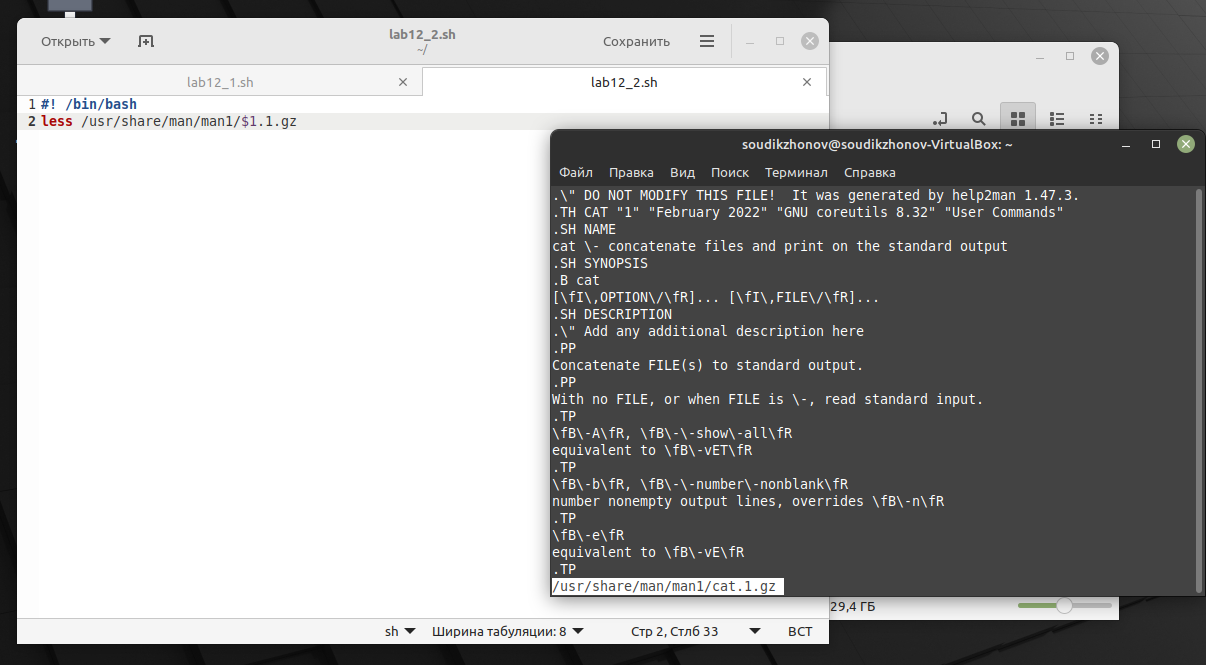 Открыть
lab12_2.sh
~/
Сохранить
lab12_1.sh
lab12_2.sh
1 #! /bin/bash
2 less /usr/share/man/man1/$1.1.gz
sh
Ширина табуляции: 8
Стр 2, Стлб 33
ВСТ
soudikzhonov@soudikzhonov-VirtualBox: ~
Файл Правка Вид Поиск Терминал Справка
.\" DO NOT MODIFY THIS FILE!  It was generated by help2man 1.47.3.
.TH CAT "1" "February 2022" "GNU coreutils 8.32" "User Commands"
.SH NAME
cat \- concatenate files and print on the standard output
.SH SYNOPSIS
.B cat
[\fI\,OPTION\/\fR]... [\fI\,FILE\/\fR]...
.SH DESCRIPTION
.\" Add any additional description here
.PP
Concatenate FILE(s) to standard output.
.PP
With no FILE, or when FILE is \-, read standard input.
.TP
\fB\-A\fR, \fB\-\-show\-all\fR
equivalent to \fB\-vET\fR
.TP
\fB\-b\fR, \fB\-\-number\-nonblank\fR
number nonempty output lines, overrides \fB\-n\fR
.TP
\fB\-e\fR
equivalent to \fB\-vE\fR
.TP
/usr/share/man/man1/cat.1.gz
29,4 ГБ